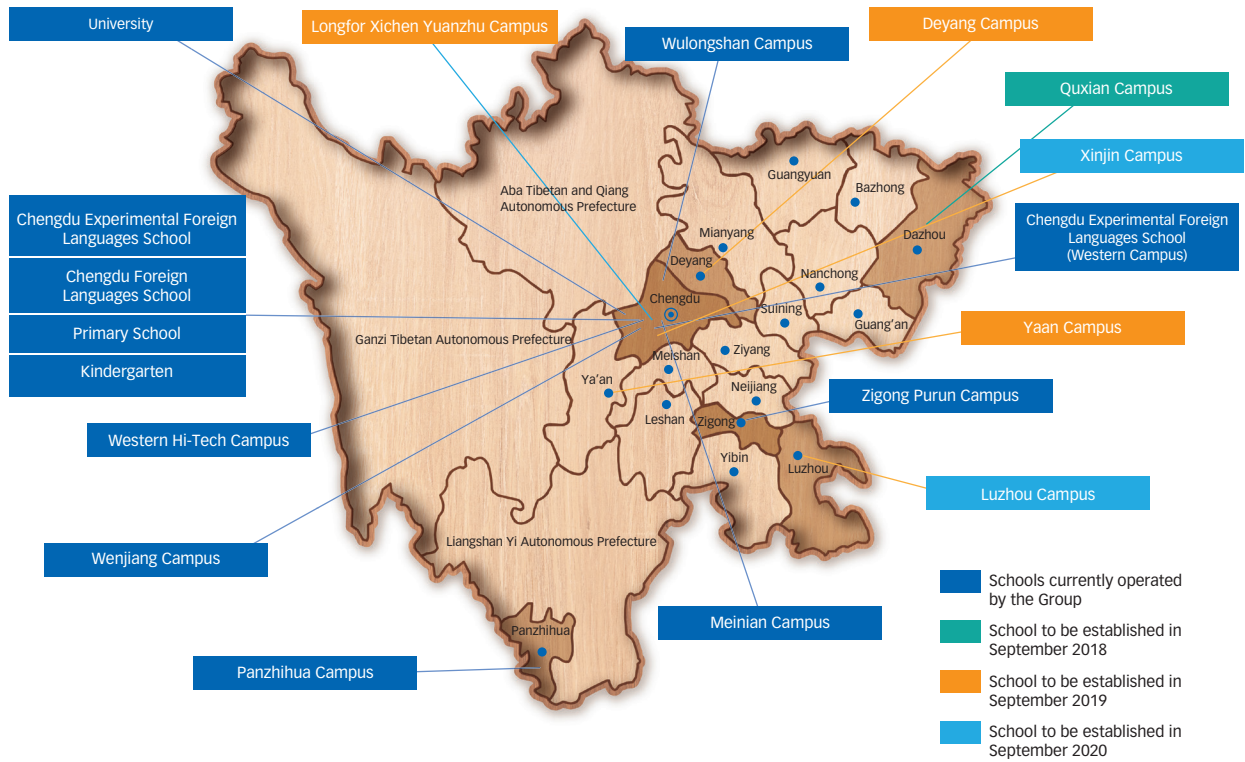 University
Longfor Xichen Yuanzhu Campus
Wulongshan Campus
Deyang Campus
Quxian Campus
Xinjin Campus
Chengdu Experimental Foreign
Languages School
(Western Campus)
Yaan Campus
Zigong Purun Campus
Luzhou Campus
Meinian Campus
Chengdu Experimental Foreign
Languages School
Chengdu Foreign
Languages School
Primary School
Kindergarten
Western Hi-Tech Campus
Wenjiang Campus
Panzhihua Campus
Aba Tibetan and Qiang
Autonomous Prefecture
Guangyuan
Bazhong
Mianyang
Dazhou
Deyang
Nanchong
Chengdu
Suining
Guang'an
Ganzi Tibetan Autonomous Prefecture
Meishan
Ziyang
Ya'an
Neijiang
Leshan
Zigong
Yibin
Luzhou
Liangshan Yi Autonomous Prefecture
Panzhihua
Schools currently operated
by the Group
School to be established in
September 2018
School to be established in
September 2019
School to be established in
September 2020